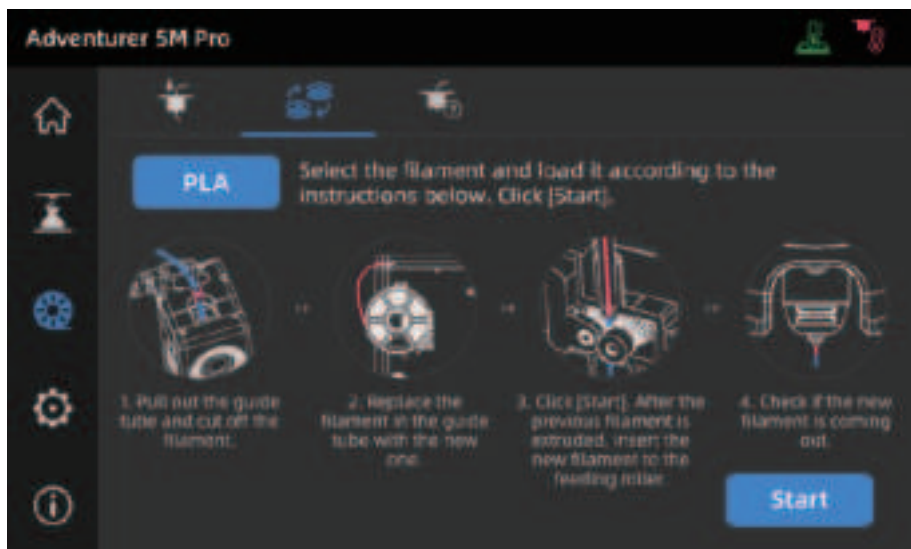 Adventurer 5M Pro
PLA
Select the filament and load it according to the
instructions below. Click [Start].
1. Pull out the guide
tube and cut off the
filament.
2. Replace the
filament in the guide
tube with the new
one.
3. Click [Start]. After the
previous filament is
extruded, insert the
new filament to the
feeding roller.
4. Check if the new
filament is coming
out.
Start